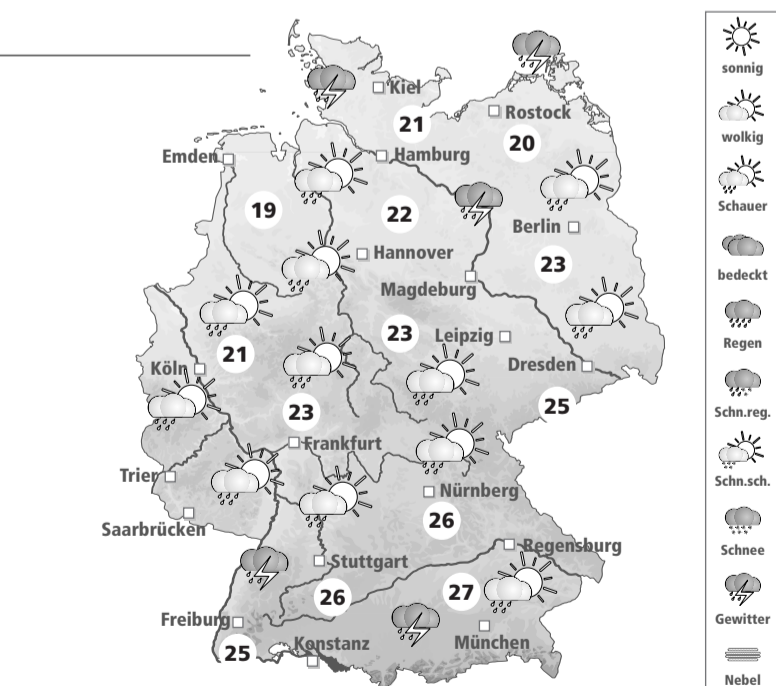 Kiel
21
Rostock
20
Emden
Hamburg
19
22
Berlin
Hannover
23
Magdeburg
23
Leipzig
21
Köln
Dresden
25
23
Frankfurt
Trier
Nürnberg
26
Saarbrücken
Regensburg
Stuttgart
26
27
Freiburg
Konstanz
München
25
sonnig
wolkig
Schauer
bedeckt
Regen
Schn.reg.
Schn.sch.
Schnee
Gewitter
Nebel